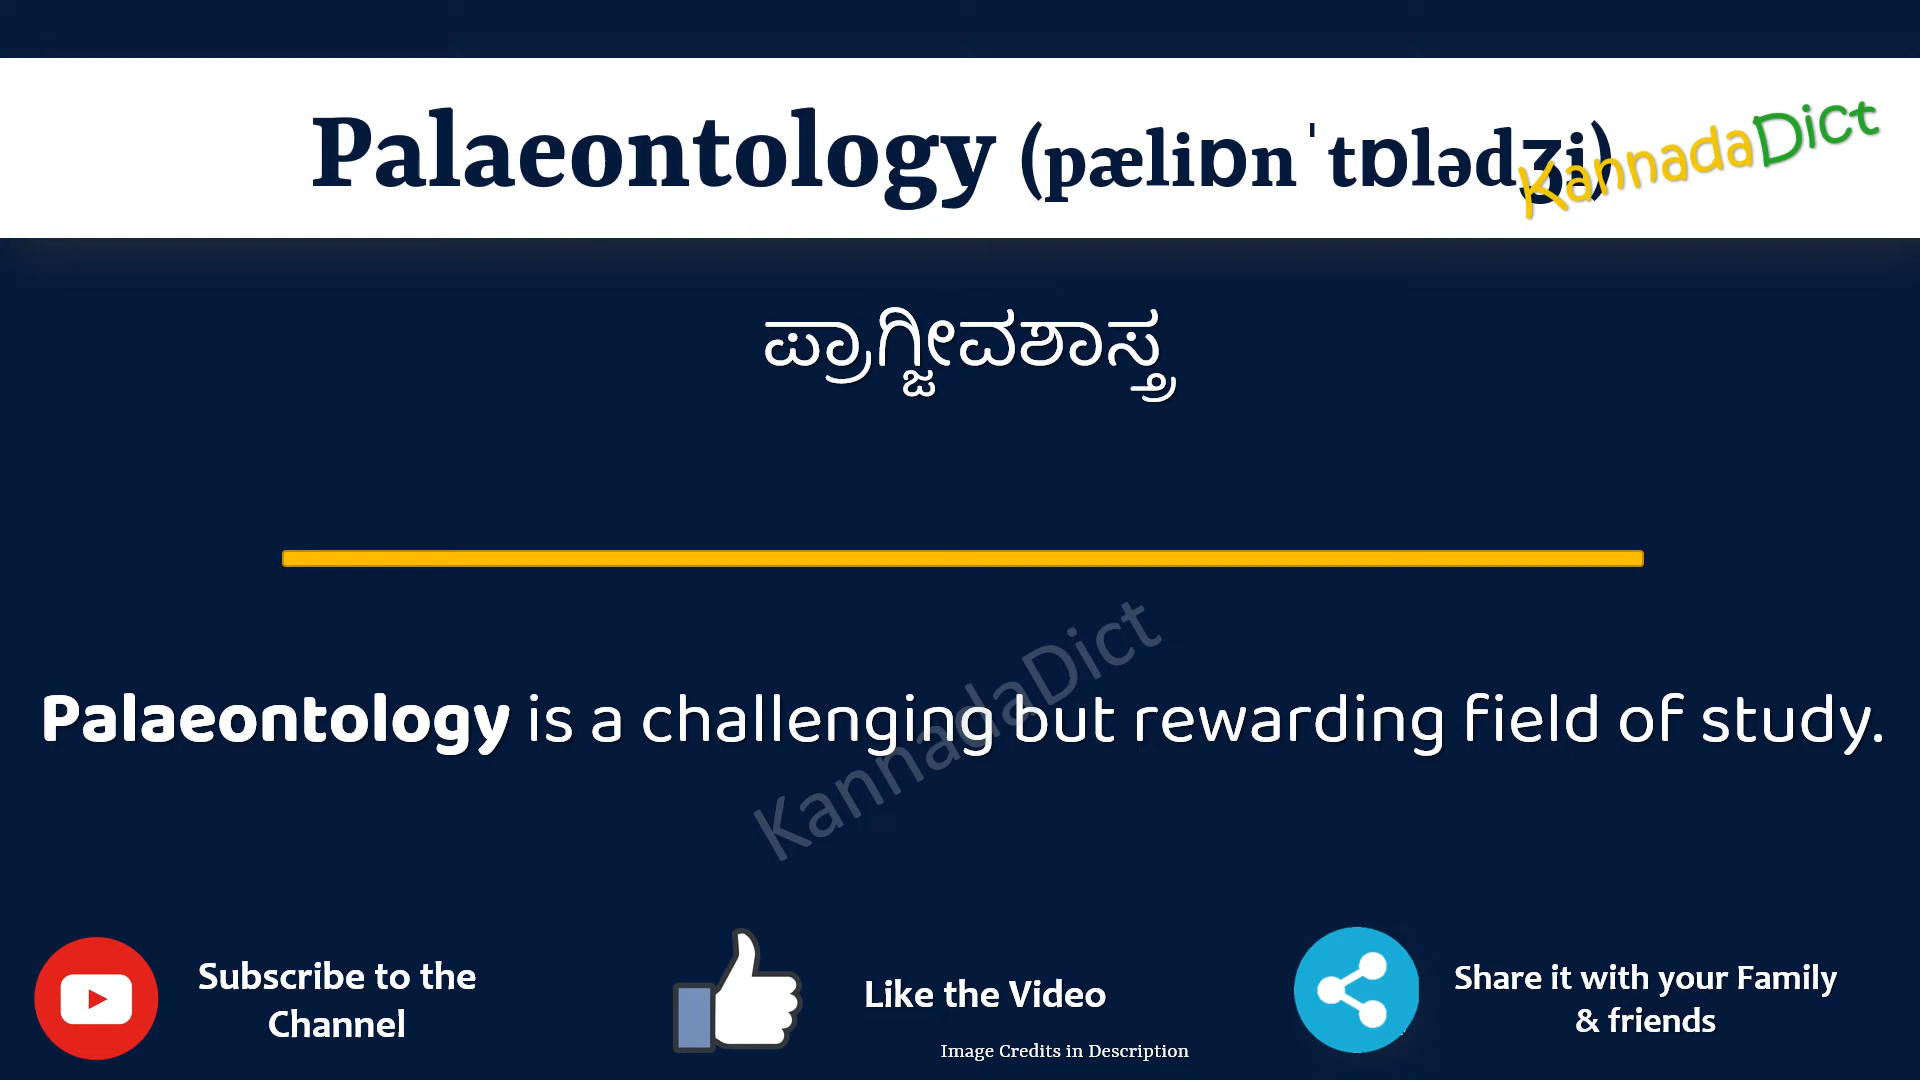 Palaeontology (pæliɒnˈtɒlədʒi)
KannadaDict
ಪ್ರಾಗ್ಜೀವಶಾಸ್ತ್ರ
Palaeontology is a challenging but rewarding field of study.
KannadaDict
Subscribe to the
Channel
Like the Video
Share it with your Family
& friends
Image Credits in Description